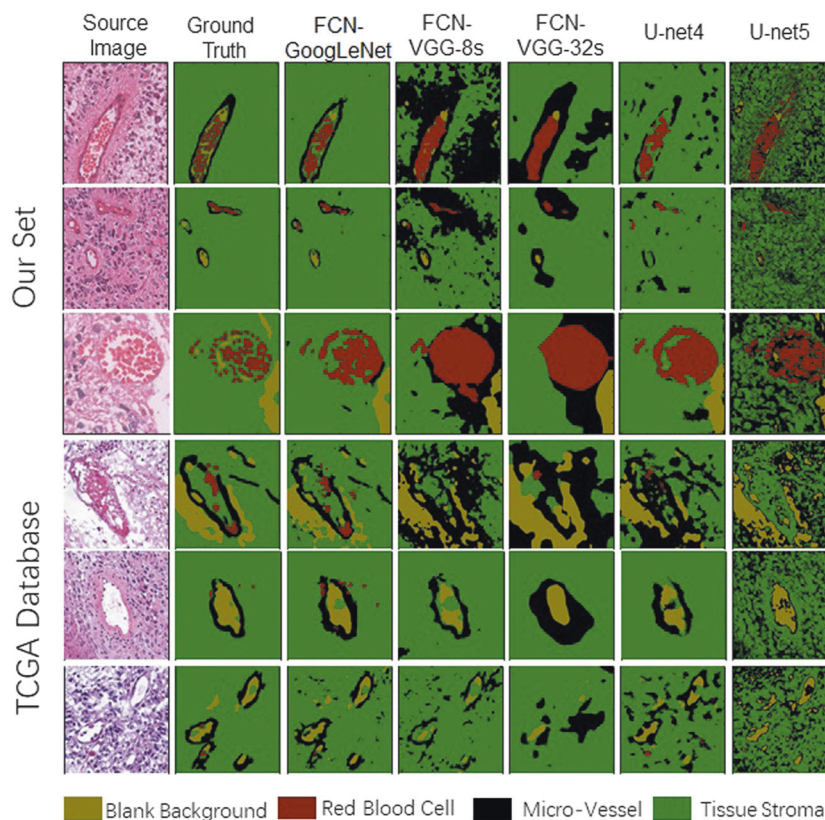 Source Image
Ground Truth
FCN-GoogLeNet
FCN-VGG-8s
FCN-VGG-32s
U-net4
U-net5
Our Set
TCGA Database
Blank Background
Red Blood Cell
Micro-Vessel
Tissue Stroma